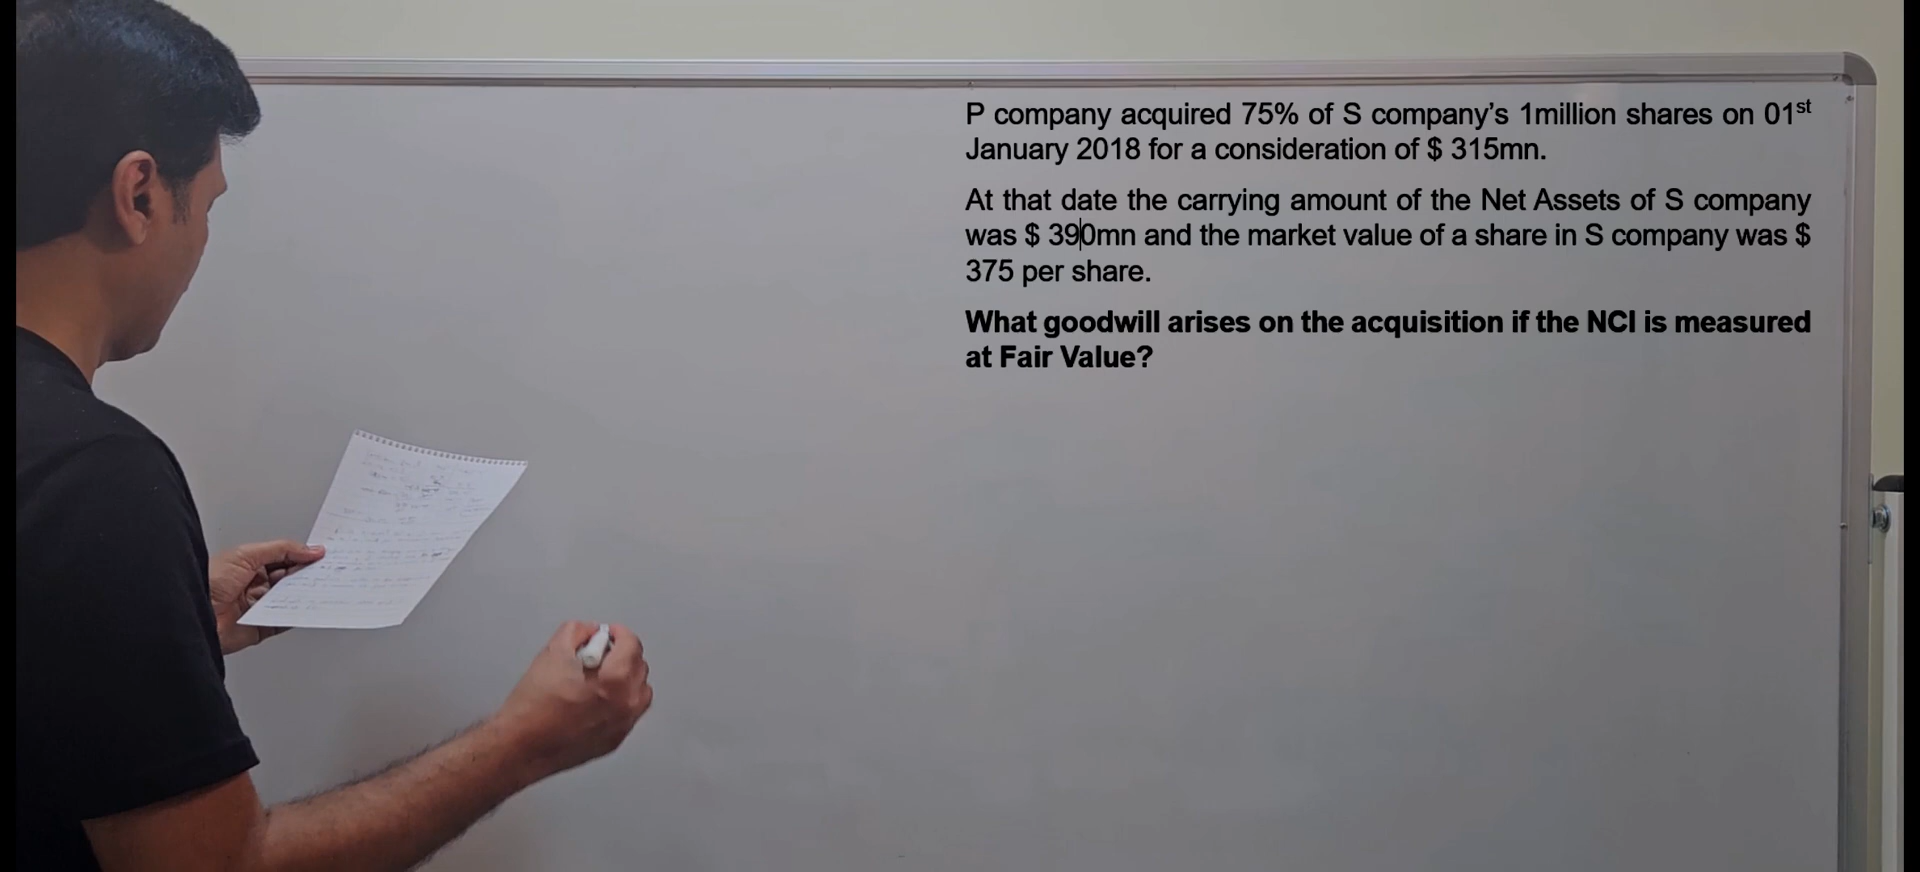 P company acquired 75% of S company’s 1million shares on 01st
January 2018 for a consideration of $ 315mn.
At that date the carrying amount of the Net Assets of S company
was $ 390mn and the market value of a share in S company was $
375 per share.
What goodwill arises on the acquisition if the NCI is measured
at Fair Value?